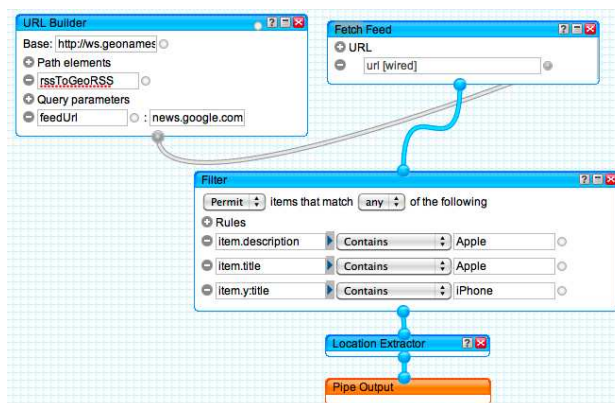 URL Builder
Base: http://ws.geonames
Path elements
rssToGeoRSS
Query parameters
feedUrl : news.google.com
Fetch Feed
URL
url [wired]
Filter
Permit items that match any of the following
Rules
item.description Contains Apple
item.title Contains Apple
item.y:title Contains iPhone
Location Extractor
Pipe Output